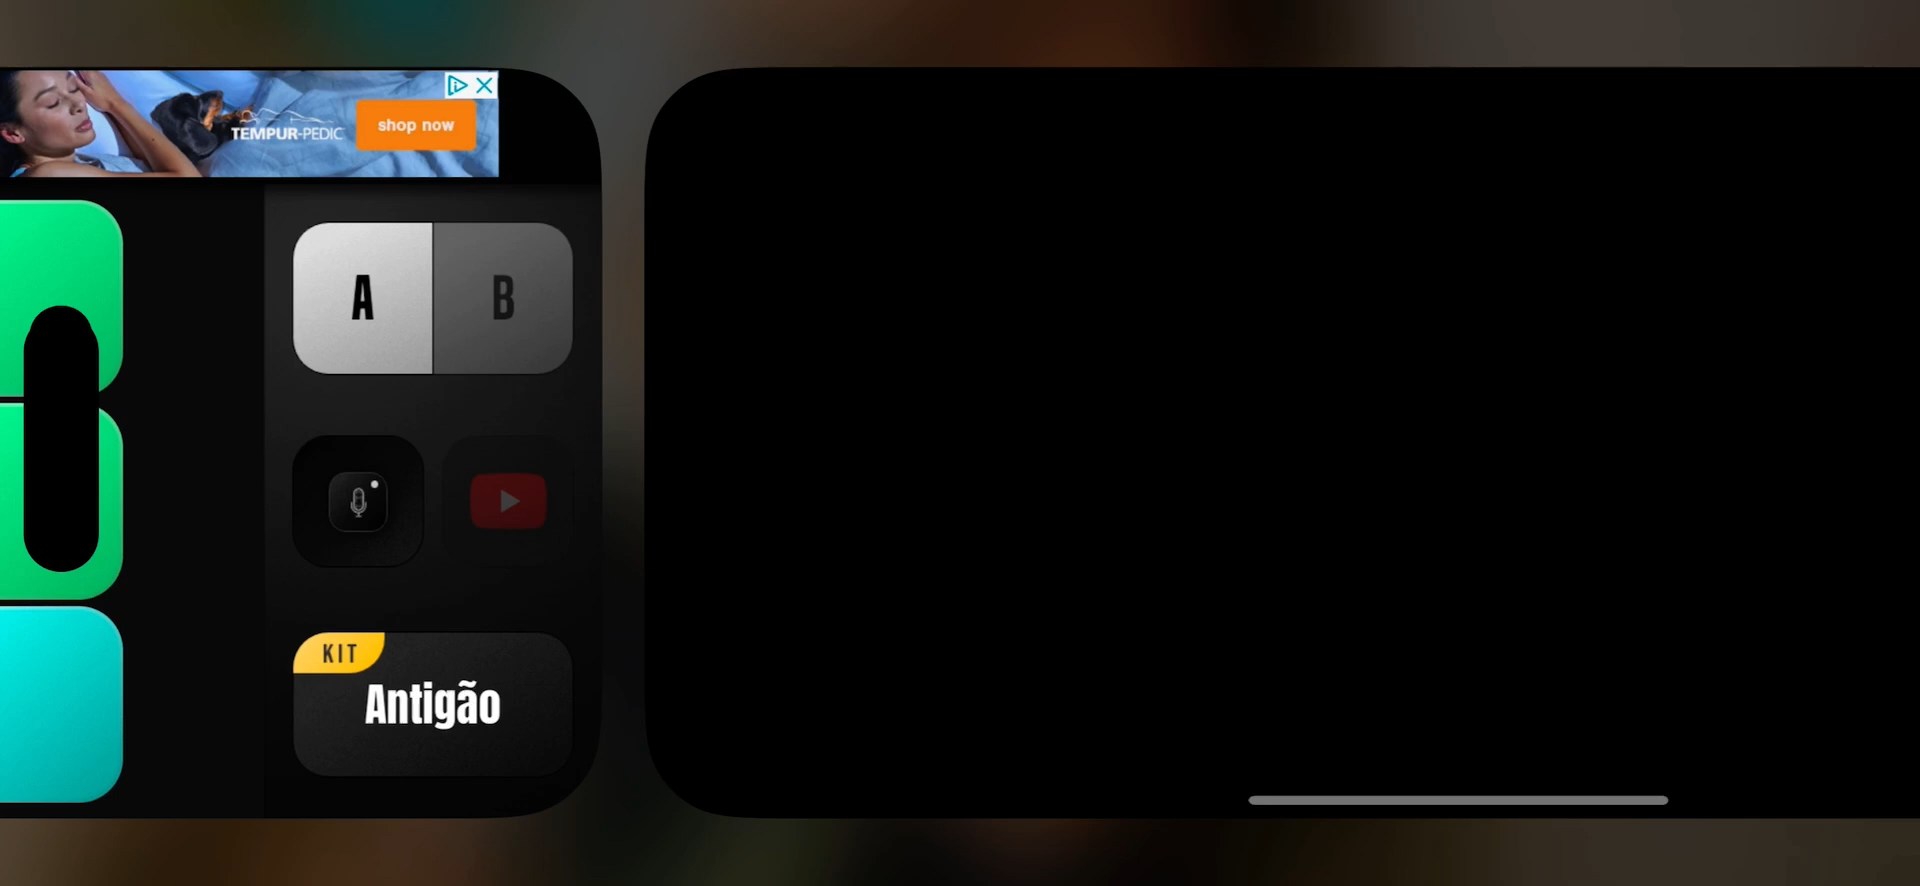 TEMPUR-PEDIC
shop now
A
B
KIT
Antigão